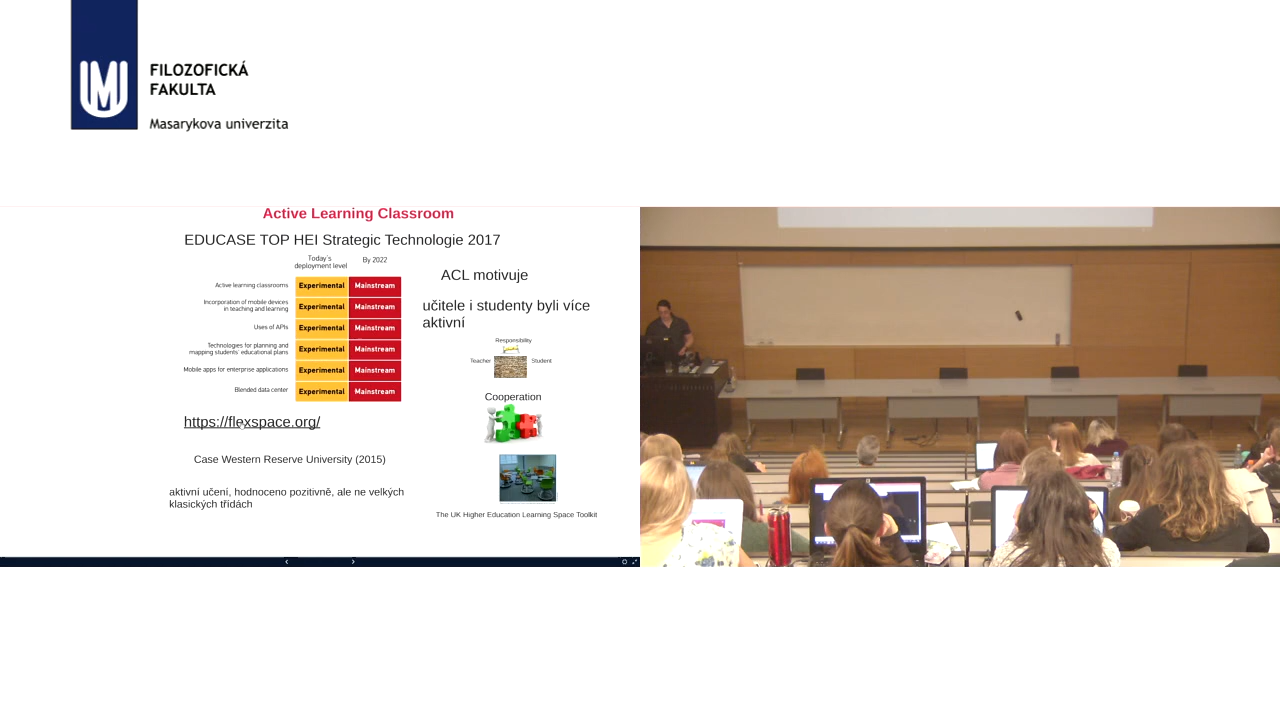 FILOZOFICKÁ
FAKULTA
Masarykova univerzita
Active Learning Classroom
EDUCASE TOP HEI Strategic Technologie 2017
Today's
deployment level
By 2022
Active learning classrooms Experimental Mainstream
Incorporation of mobile devices
in teaching and learning Experimental Mainstream
Uses of APIs Experimental Mainstream
Technologies for planning and
mapping students' educational plans Experimental Mainstream
Mobile apps for enterprise applications Experimental Mainstream
Blended data center Experimental Mainstream
https://flexspace.org/
Case Western Reserve University (2015)
aktivní učení, hodnoceno pozitivně, ale ne velkých
klasických třídách
ACL motivuje
učitele i studenty byli více
aktivní
Responsibility
Teacher Student
Cooperation
The UK Higher Education Learning Space Toolkit